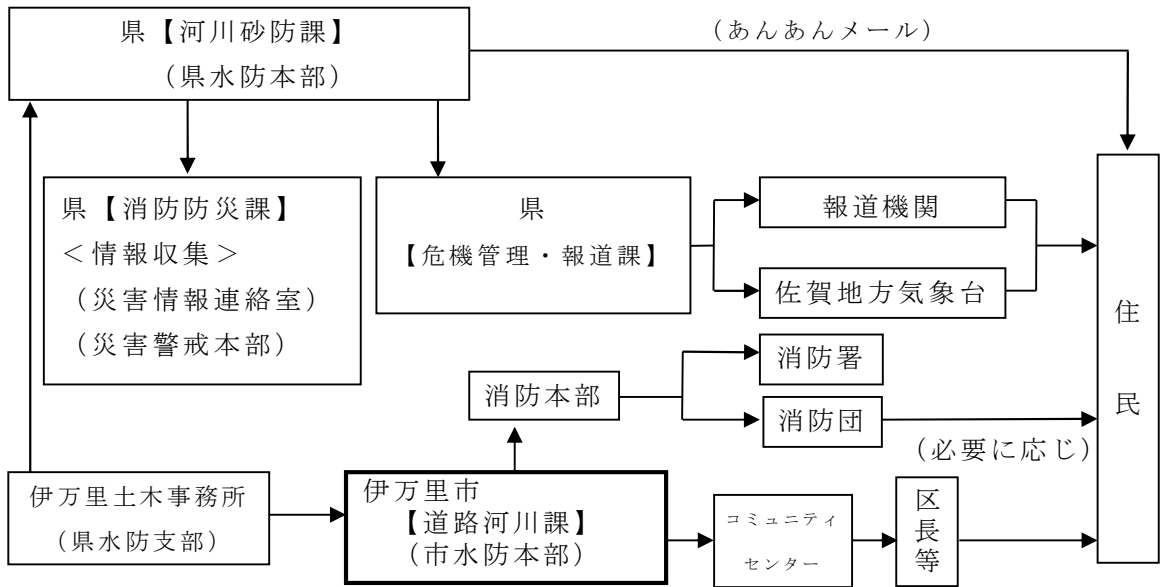 県【河川砂防課】
（県水防本部）
（あんあんメール）
県【消防防災課】
＜情報収集＞
（災害情報連絡室）
（災害警戒本部）
県
【危機管理・報道課】
報道機関
佐賀地方気象台
住民
消防本部
消防署
消防団
（必要に応じ）
伊万里土木事務所
（県水防支部）
伊万里市
【道路河川課】
（市水防本部）
コミュニティ
センター
区長等